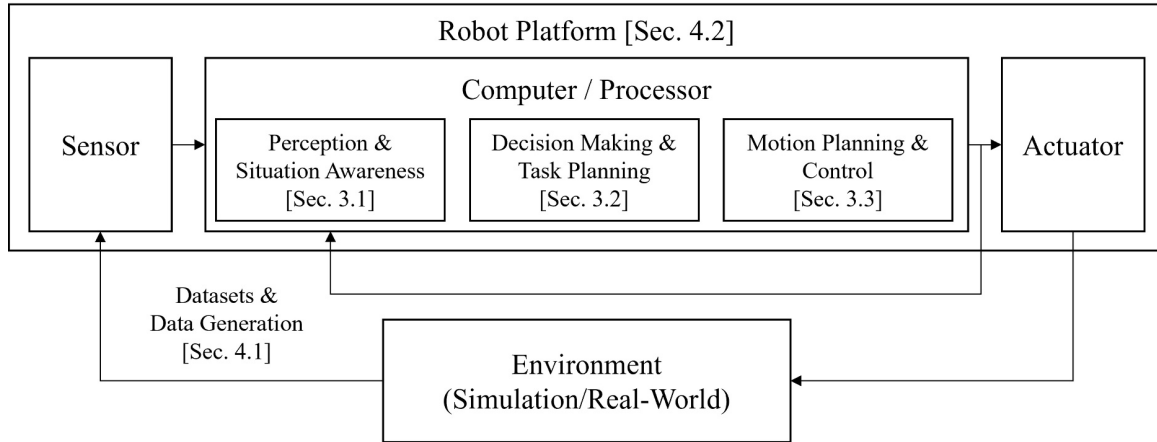 Robot Platform [Sec. 4.2]
Sensor
Computer / Processor
Perception &
Situation Awareness
[Sec. 3.1]
Decision Making &
Task Planning
[Sec. 3.2]
Motion Planning &
Control
[Sec. 3.3]
Actuator
Datasets &
Data Generation
[Sec. 4.1]
Environment
(Simulation/Real-World)